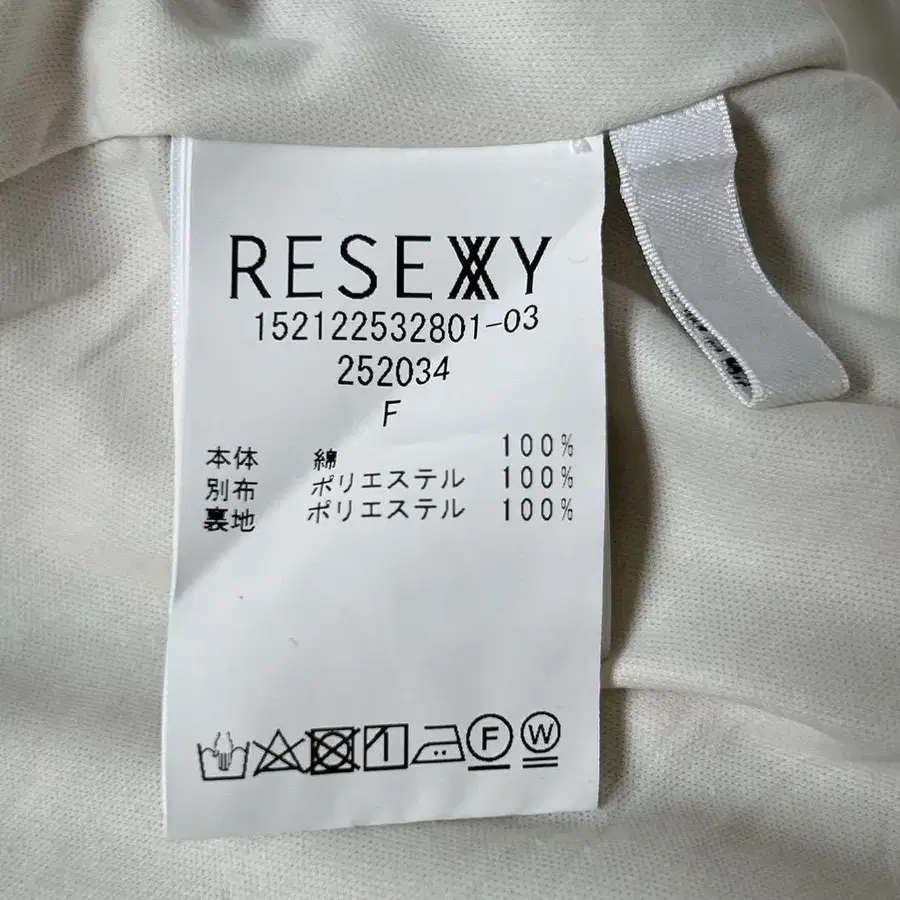 RESEXXY
152122532801-03
252034
F
本体 綿 100%
別布 ポリエステル 100%
裏地 ポリエステル 100%
F W